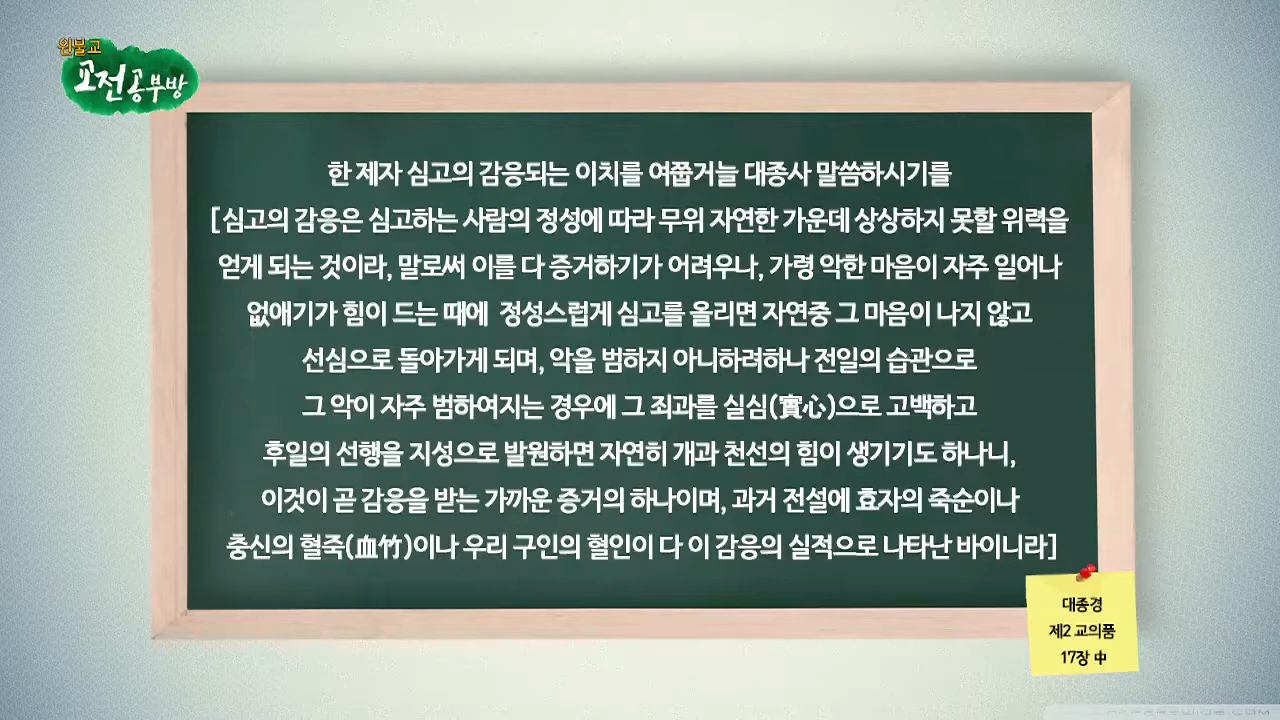 원불교
교전공부방
한 제자 심고의 감응되는 이치를 여쭙거늘 대종사 말씀하시기를
[심고의 감응은 심고하는 사람의 정성에 따라 무위 자연한 가운데 상상하지 못할 위력을
얻게 되는 것이라, 말로써 이를 다 증거하기가 어려우나, 가령 악한 마음이 자주 일어나
없애기가 힘이 드는 때에 정성스럽게 심고를 올리면 자연중 그 마음이 나지 않고
선심으로 돌아가게 되며, 악을 범하지 아니하려하나 전일의 습관으로
그 악이 자주 범하여지는 경우에 그 죄과를 실심(實心)으로 고백하고
후일의 선행을 지성으로 발원하면 자연히 개과 천선의 힘이 생기기도 하나니,
이것이 곧 감응을 받는 가까운 증거의 하나이며, 과거 전설에 효자의 죽순이나
충신의 혈죽(血竹)이나 우리 구인의 혈인이 다 이 감응의 실적으로 나타난 바이니라]
대종경
제2 교의품
17장 中